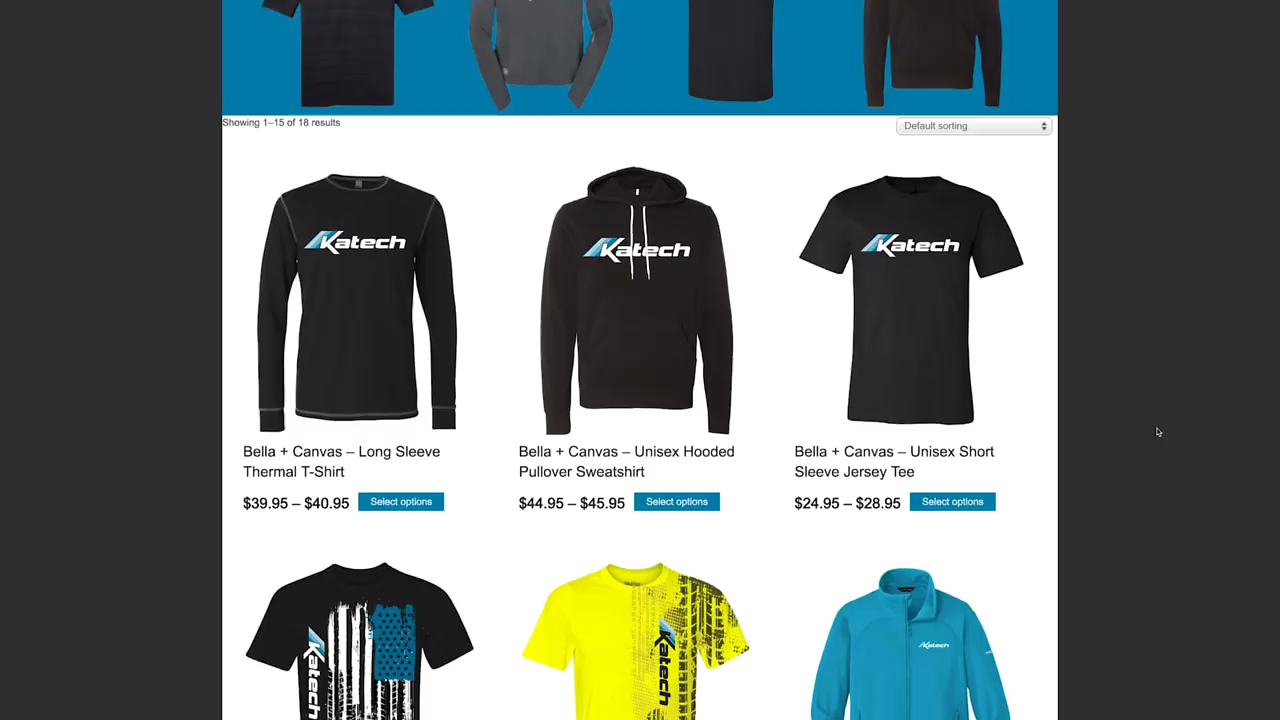 Showing 1–15 of 18 results
Default sorting
Katech
Katech
Katech
Bella + Canvas – Long Sleeve
Thermal T-Shirt
$39.95 – $40.95
Select options
Bella + Canvas – Unisex Hooded
Pullover Sweatshirt
$44.95 – $45.95
Select options
Bella + Canvas – Unisex Short
Sleeve Jersey Tee
$24.95 – $28.95
Select options
Katech
Katech
Katech